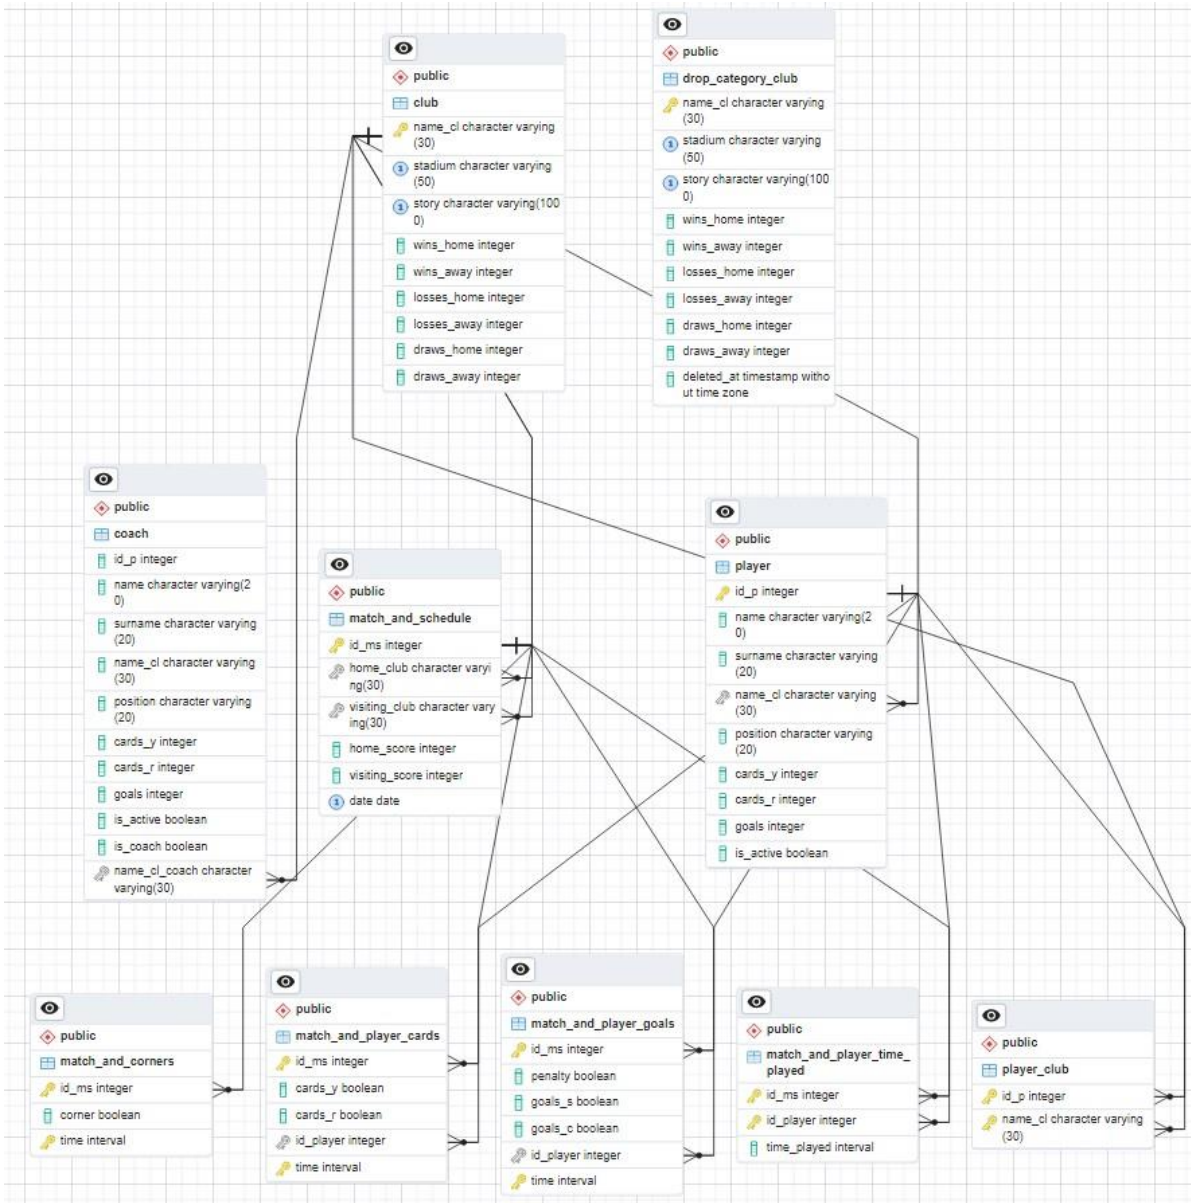 public
club
name_cl character varying
(30)
stadium character varying
(50)
story character varying(100
0)
wins_home integer
wins_away integer
losses_home integer
losses_away integer
draws_home integer
draws_away integer
public
drop_category_club
name_cl character varying
(30)
stadium character varying
(50)
story character varying(100
0)
wins_home integer
wins_away integer
losses_home integer
losses_away integer
draws_home integer
draws_away integer
deleted_at timestamp witho
ut time zone
public
coach
id_p integer
name character varying(2
0)
surname character varying
(20)
name_cl character varying
(30)
position character varying
(20)
cards_y integer
cards_r integer
goals integer
is_active boolean
is_coach boolean
name_cl_coach character
varying(30)
public
match_and_schedule
id_ms integer
home_club character varyi
ng(30)
visiting_club character vary
ing(30)
home_score integer
visiting_score integer
date date
public
player
id_p integer
name character varying(2
0)
surname character varying
(20)
name_cl character varying
(30)
position character varying
(20)
cards_y integer
cards_r integer
goals integer
is_active boolean
public
match_and_corners
id_ms integer
corner boolean
time interval
public
match_and_player_cards
id_ms integer
cards_y boolean
cards_r boolean
id_player integer
time interval
public
match_and_player_goals
id_ms integer
penalty boolean
goals_s boolean
goals_c boolean
id_player integer
time interval
public
match_and_player_time_
played
id_ms integer
id_player integer
time_played interval
public
player_club
id_p integer
name_cl character varying
(30)